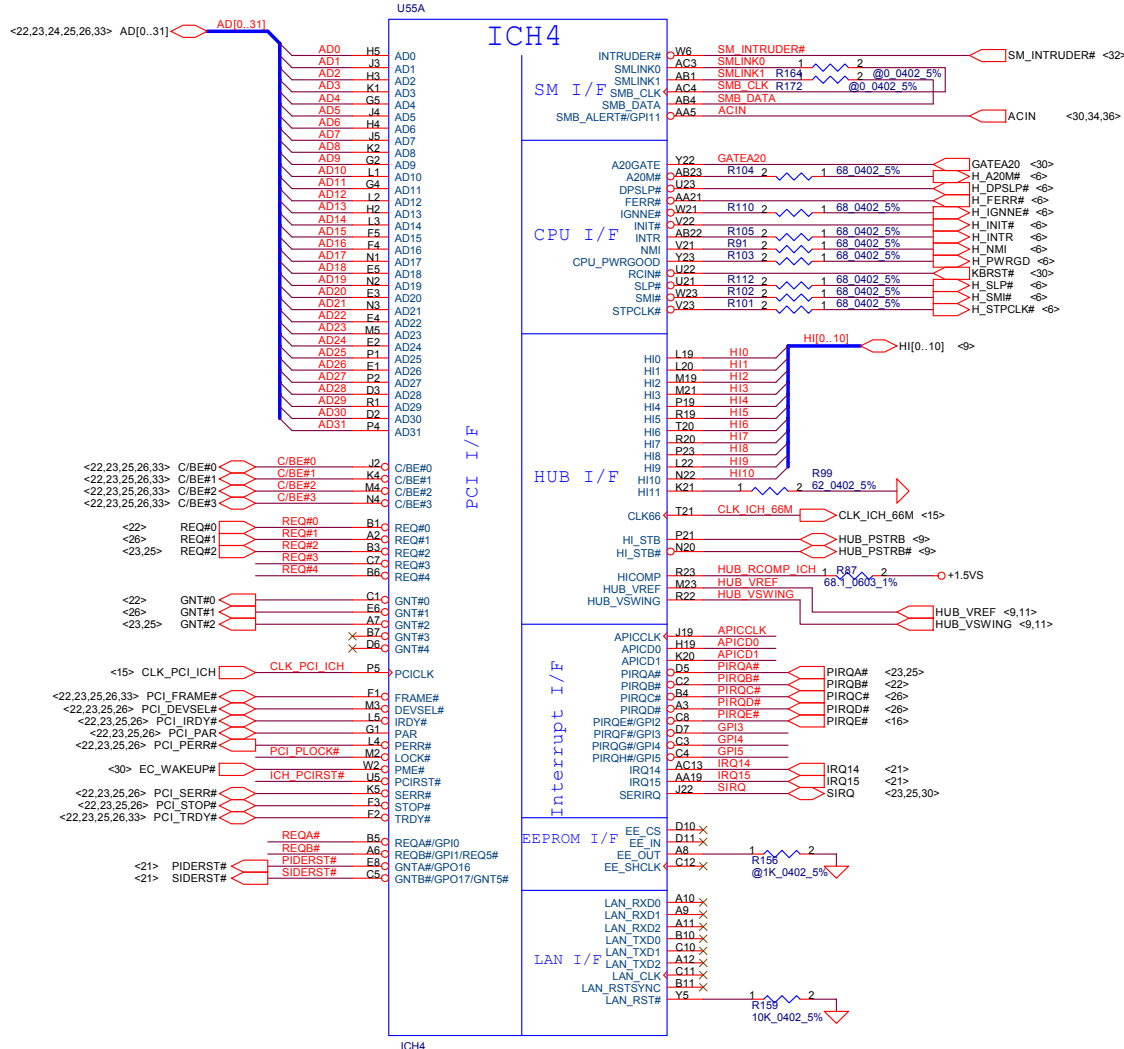 U55A
ICH4
<22,23,24,25,26,33> AD[0..31] AD[0..31]
AD0 H5 AD0
AD1 J3 AD1
AD2 H3 AD2
AD3 K1 AD3
AD4 G5 AD4
AD5 J4 AD5
AD6 H4 AD6
AD7 J5 AD7
AD8 K2 AD8
AD9 G2 AD9
AD10 L1 AD10
AD11 G4 AD11
AD12 L2 AD12
AD13 H2 AD13
AD14 L3 AD14
AD15 F5 AD15
AD16 F4 AD16
AD17 N1 AD17
AD18 E5 AD18
AD19 N2 AD19
AD20 E3 AD20
AD21 N3 AD21
AD22 E4 AD22
AD23 M5 AD23
AD24 E2 AD24
AD25 P1 AD25
AD26 E1 AD26
AD27 P2 AD27
AD28 D3 AD28
AD29 R1 AD29
AD30 D2 AD30
AD31 P4 AD31
PCI I/F
<22,23,25,26,33> C/BE#0 C/BE#0 J2 C/BE#0
<22,23,25,26,33> C/BE#1 C/BE#1 K4 C/BE#1
<22,23,25,26,33> C/BE#2 C/BE#2 M4 C/BE#2
<22,23,25,26,33> C/BE#3 C/BE#3 N4 C/BE#3
<22> REQ#0 REQ#0 B1 REQ#0
<26> REQ#1 REQ#1 A2 REQ#1
<23,25> REQ#2 REQ#2 B3 REQ#2
REQ#3 C7 REQ#3
REQ#4 B6 REQ#4
<22> GNT#0 C1 GNT#0
<26> GNT#1 E6 GNT#1
<23,25> GNT#2 A7 GNT#2
B7 GNT#3
D6 GNT#4
<15> CLK_PCI_ICH CLK_PCI_ICH P5 PCICLK
<22,23,25,26,33> PCI_FRAME# F1 FRAME#
<22,23,25,26> PCI_DEVSEL# M3 DEVSEL#
<22,23,25,26> PCI_IRDY# L5 IRDY#
<22,23,25,26> PCI_PAR G1 PAR
<22,23,25,26> PCI_PERR# L4 PERR#
PCI_PLOCK# M2 LOCK#
<30> EC_WAKEUP# W2 PME#
ICH_PCIRST# U5 PCIRST#
<22,23,25,26> PCI_SERR# K5 SERR#
<22,23,25,26> PCI_STOP# F3 STOP#
<22,23,25,26,33> PCI_TRDY# F2 TRDY#
REQA# B5 REQA#/GPI0
REQB# A6 REQB#/GPI1/REQ5#
<21> PIDERST# PIDERST# E8 GNTA#/GPO16
<21> SIDERST# SIDERST# C5 GNTB#/GPO17/GNT5#
SM I/F
INTRUDER# W6 SM_INTRUDER# SM_INTRUDER# <32>
SMLINK0 AC3 SMLINK0 R164 1 2 @0_0402_5%
SMLINK1 AB1 SMLINK1 R172 1 2 @0_0402_5%
SMB_CLK AC4 SMB_CLK
SMB_DATA AB4 SMB_DATA
SMB_ALERT#/GPI11 AA5 ACIN ACIN <30,34,36>
CPU I/F
A20GATE Y22 GATEA20 GATEA20 <30>
A20M# AB23 R104 2 1 68_0402_5% H_A20M# <6>
DPSLP# U23 H_DPSLP# <6>
FERR# AA21 H_FERR# <6>
IGNNE# W21 R110 2 1 68_0402_5% H_IGNNE# <6>
INIT# V22 H_INIT# <6>
INTR AB22 R105 2 1 68_0402_5% H_INTR <6>
NMI V21 R91 2 1 68_0402_5% H_NMI <6>
CPU_PWRGOOD Y23 R103 2 1 68_0402_5% H_PWRGD <6>
RCIN# U22 KBRST# <30>
SLP# U21 R112 2 1 68_0402_5% H_SLP# <6>
SMI# W23 R102 2 1 68_0402_5% H_SMI# <6>
STPCLK# V23 R101 2 1 68_0402_5% H_STPCLK# <6>
HUB I/F
HI[0..10] HI[0..10] <9>
HI0 L19 HI0
HI1 L20 HI1
HI2 M19 HI2
HI3 M21 HI3
HI4 P19 HI4
HI5 R19 HI5
HI6 T20 HI6
HI7 R20 HI7
HI8 P23 HI8
HI9 L22 HI9
HI10 N22 HI10
HI11 K21 1 2 R99 62_0402_5%
CLK66 T21 CLK_ICH_66M CLK_ICH_66M <15>
HI_STB P21 HUB_PSTRB <9>
HI_STB# N20 HUB_PSTRB# <9>
HICOMP R23 HUB_RCOMP_ICH 1 R87 2 68.1_0603_1% +1.5VS
HUB_VREF M23 HUB_VREF HUB_VREF <9,11>
HUB_VSWING R22 HUB_VSWING HUB_VSWING <9,11>
Interrupt I/F
APICCLK J19 APICCLK
APICD0 H19 APICD0
APICD1 K20 APICD1
PIRQA# D5 PIRQA# PIRQA# <23,25>
PIRQB# C2 PIRQB# PIRQB# <22>
PIRQC# B4 PIRQC# PIRQC# <26>
PIRQD# A3 PIRQD# PIRQD# <26>
PIRQE#/GPI2 C8 PIRQE# PIRQE# <16>
PIRQF#/GPI3 D7 GPI3
PIRQG#/GPI4 C3 GPI4
PIRQH#/GPI5 C4 GPI5
IRQ14 AC13 IRQ14 IRQ14 <21>
IRQ15 AA19 IRQ15 IRQ15 <21>
SERIRQ J22 SIRQ SIRQ <23,25,30>
EEPROM I/F
EE_CS D10
EE_IN D11
EE_OUT A8 1 2 R156 @1K_0402_5%
EE_SHCLK C12
LAN I/F
LAN_RXD0 A10
LAN_RXD1 A9
LAN_RXD2 A11
LAN_TXD0 B10
LAN_TXD1 C10
LAN_TXD2 A12
LAN_CLK C11
LAN_RSTSYNC B11
LAN_RST# Y5 1 2 R159 10K_0402_5%
ICH4